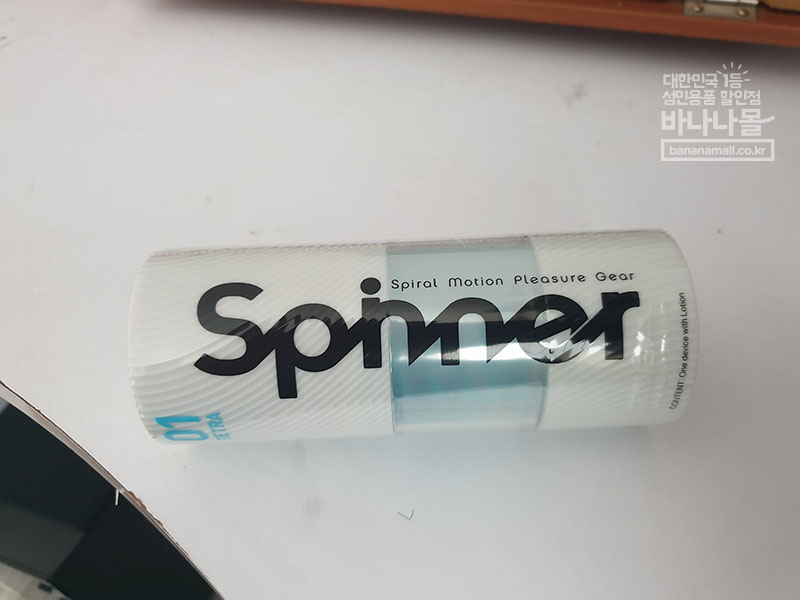 대한민국 1등
성인용품 할인점
바나나몰
bananamall.co.kr
Spiral Motion Pleasure Gear
Spinner
01
TETRA
CONTENT: One device with Lotion